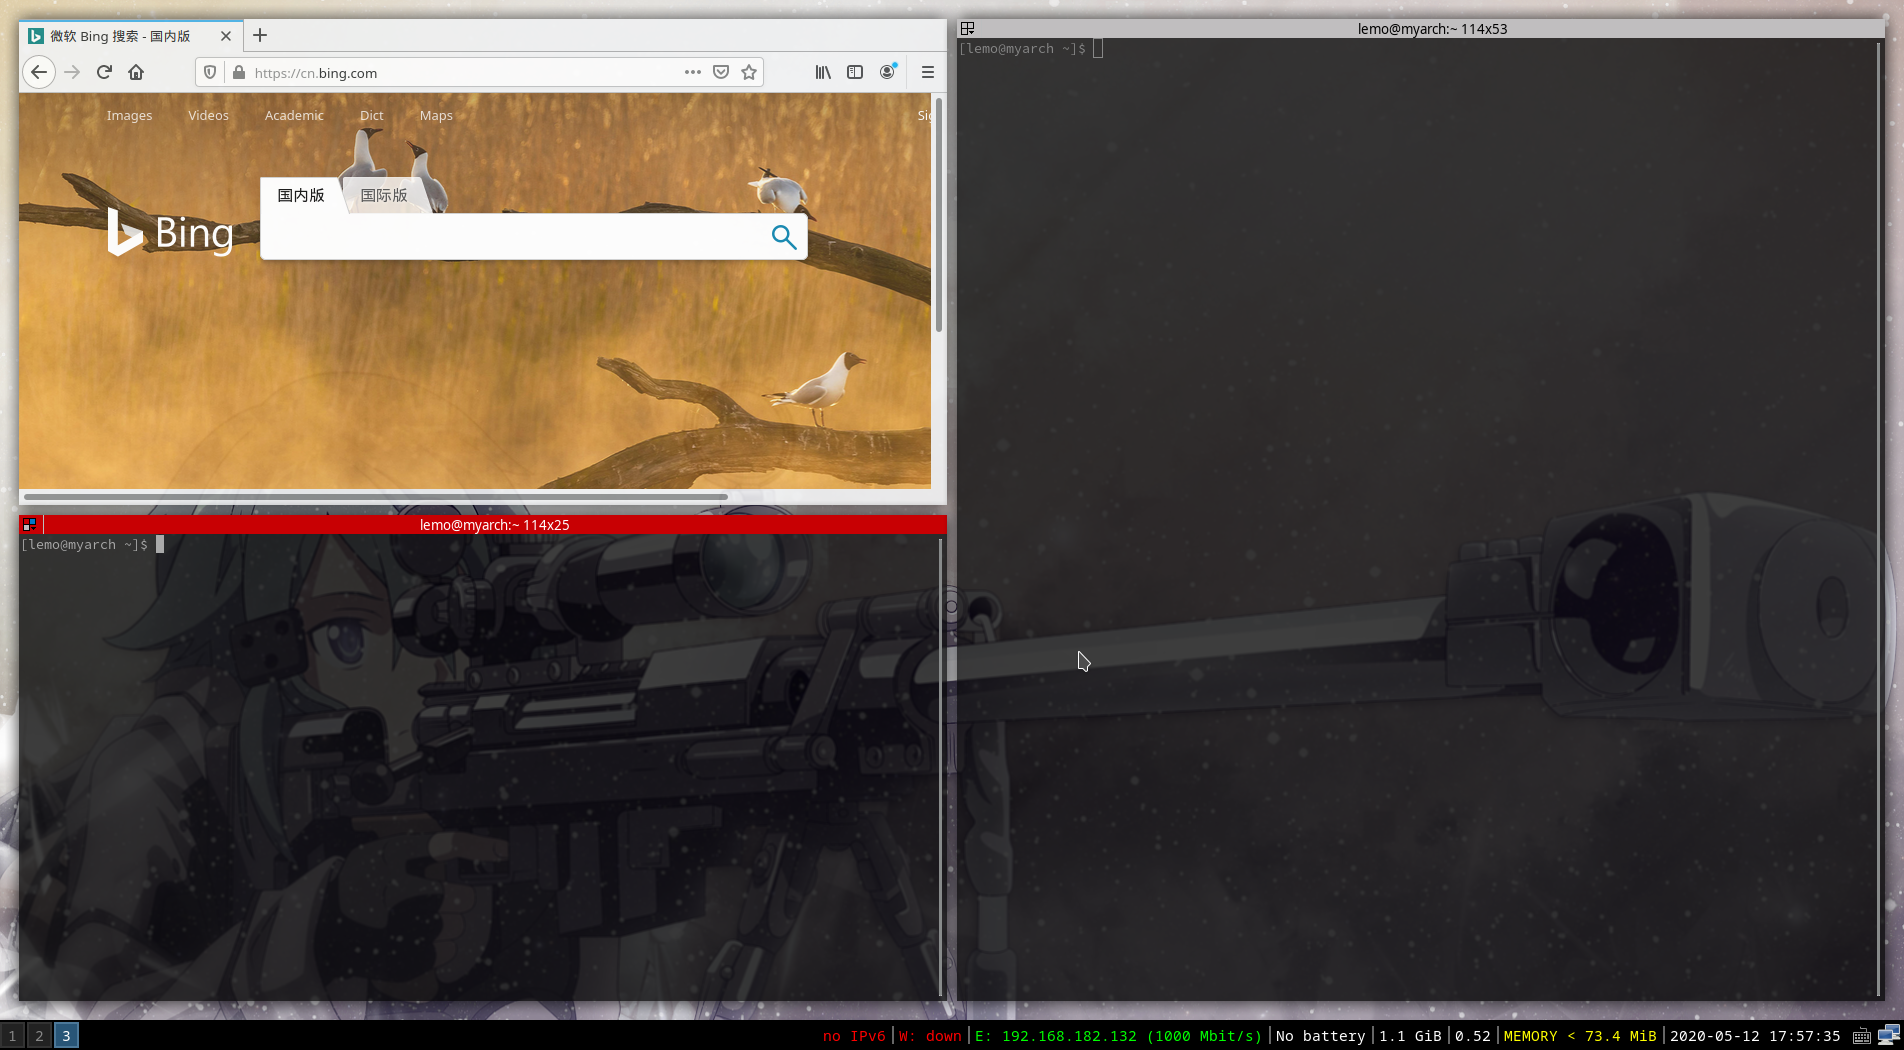 微软 Bing 搜索 - 国内版
https://cn.bing.com
Images Videos Academic Dict Maps
国内版 国际版
Bing
lemo@myarch:~ 114x25
[lemo@myarch ~]$
lemo@myarch:~ 114x53
[lemo@myarch ~]$
1 2 3 no IPv6 | W: down | E: 192.168.182.132 (1000 Mbit/s) | No battery | 1.1 GiB | 0.52 | MEMORY < 73.4 MiB | 2020-05-12 17:57:35